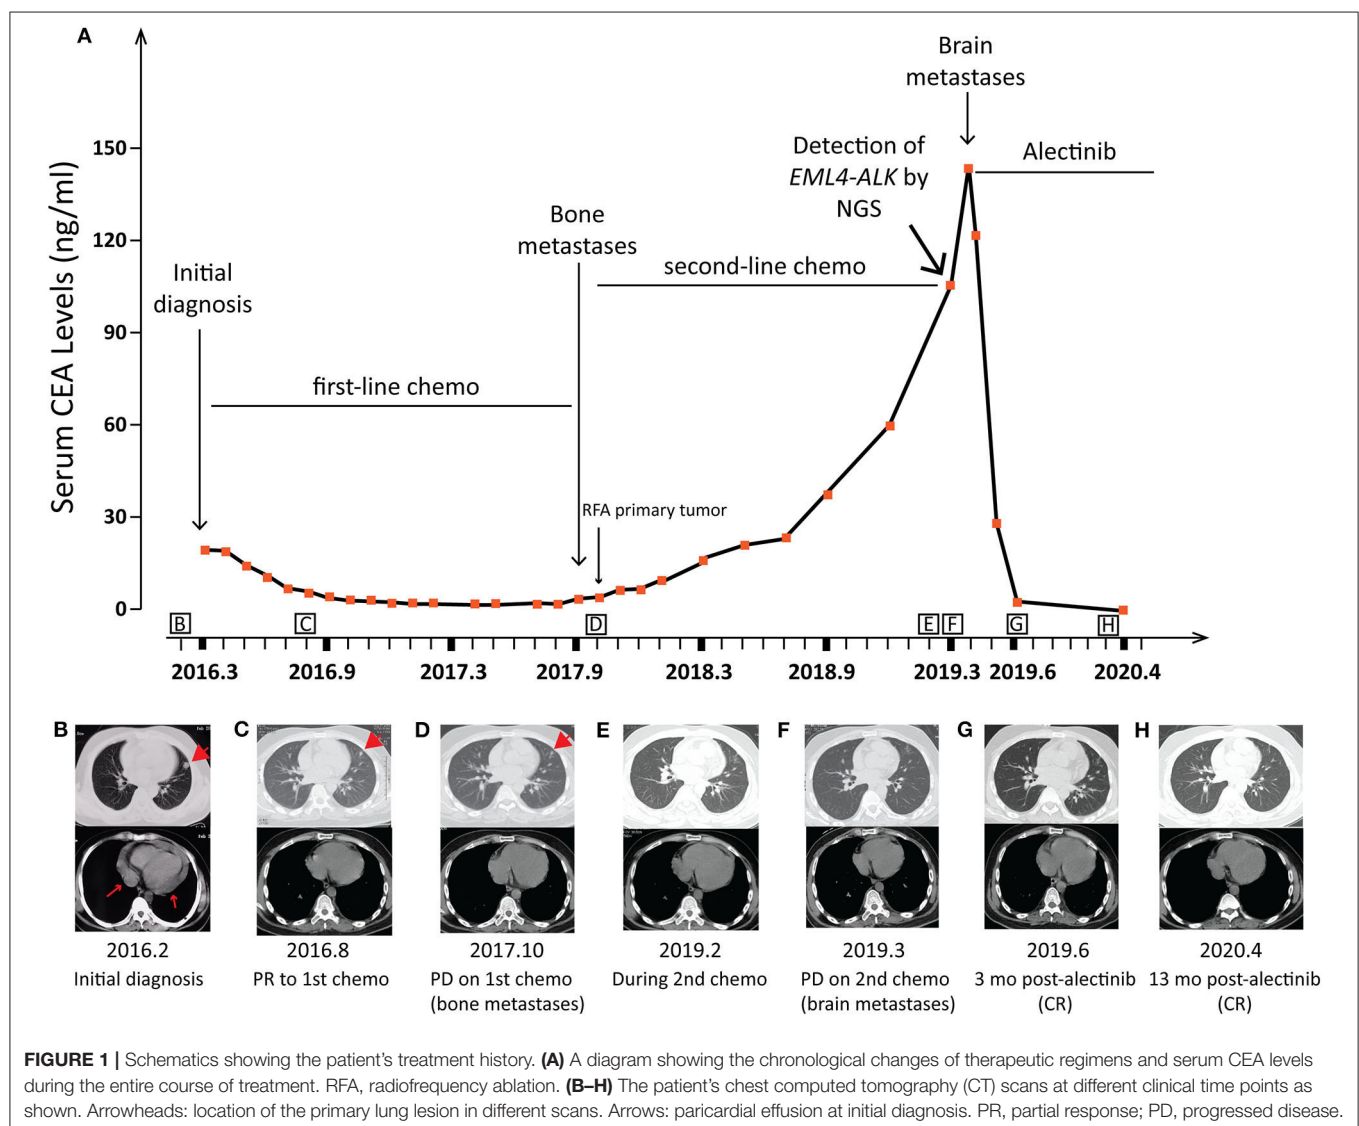 A
Serum CEA Levels (ng/ml)
150
120
90
60
30
0
Initial
diagnosis
first-line chemo
Bone
metastases
RFA primary tumor
second-line chemo
Detection of
EML4-ALK by
NGS
Brain
metastases
Alectinib
B
C
D
E
F
G
H
2016.3
2016.9
2017.3
2017.9
2018.3
2018.9
2019.3
2019.6
2020.4
B
C
D
E
F
G
H
2016.2
Initial diagnosis
2016.8
PR to 1st chemo
2017.10
PD on 1st chemo
(bone metastases)
2019.2
During 2nd chemo
2019.3
PD on 2nd chemo
(brain metastases)
2019.6
3 mo post-alectinib
(CR)
2020.4
13 mo post-alectinib
(CR)
FIGURE 1 | Schematics showing the patient's treatment history. (A) A diagram showing the chronological changes of therapeutic regimens and serum CEA levels
during the entire course of treatment. RFA, radiofrequency ablation. (B–H) The patient's chest computed tomography (CT) scans at different clinical time points as
shown. Arrowheads: location of the primary lung lesion in different scans. Arrows: paricardial effusion at initial diagnosis. PR, partial response; PD, progressed disease.